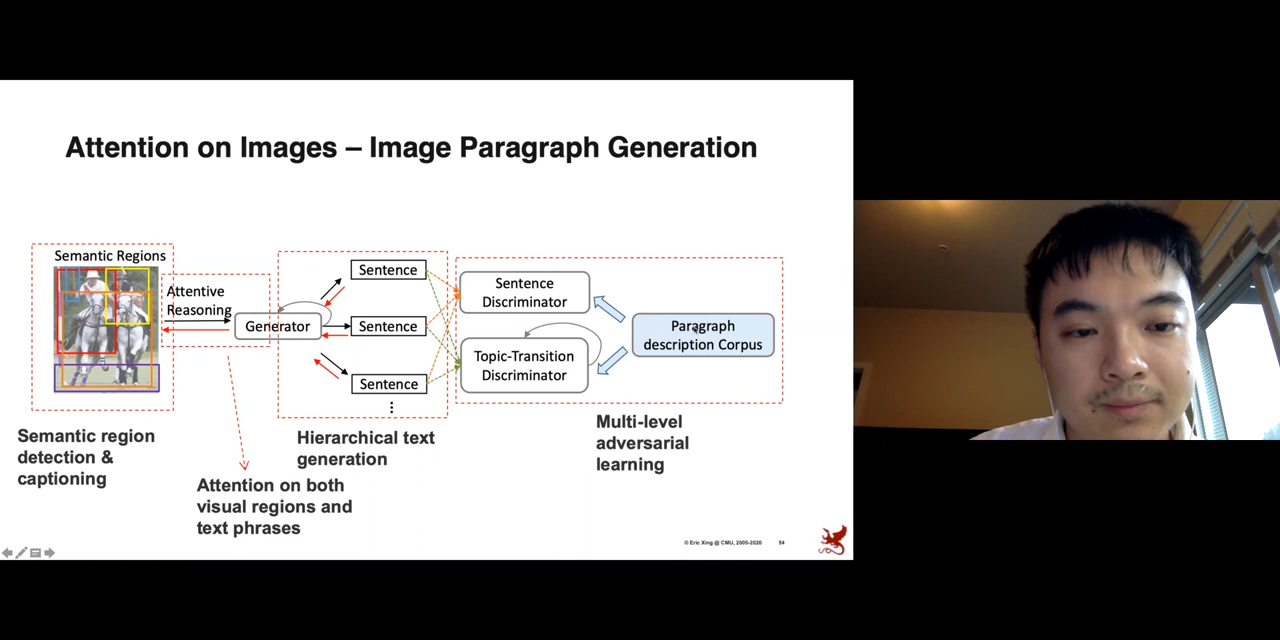 Attention on Images – Image Paragraph Generation
Semantic Regions
Attentive
Reasoning
Generator
Sentence
Sentence
Sentence
⋮
Sentence
Discriminator
Topic-Transition
Discriminator
Paragraph
description Corpus
Semantic region
detection &
captioning
Attention on both
visual regions and
text phrases
Hierarchical text
generation
Multi-level
adversarial
learning
© Eric Xing @ CMU, 2005-2020
54